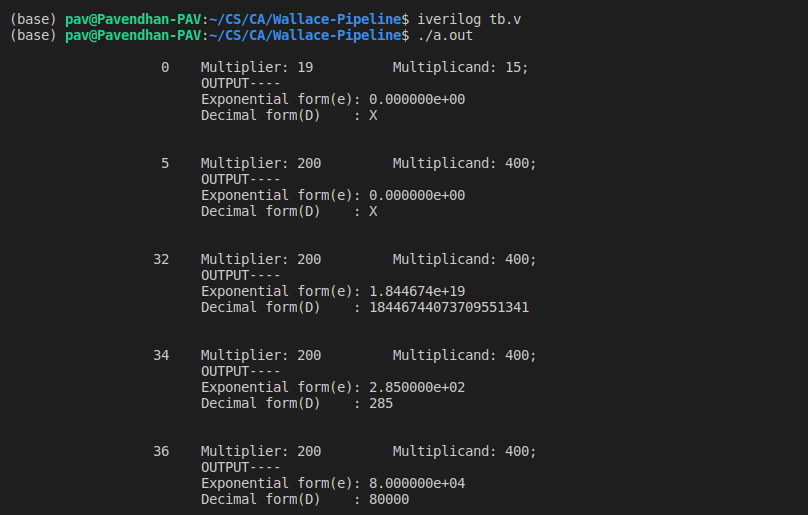 (base) pav@Pavendhan-PAV:~/CS/CA/Wallace-Pipeline$ iverilog tb.v
(base) pav@Pavendhan-PAV:~/CS/CA/Wallace-Pipeline$ ./a.out
0 Multiplier: 19 Multiplicand: 15;
OUTPUT----
Exponential form(e): 0.000000e+00
Decimal form(D) : X
5 Multiplier: 200 Multiplicand: 400;
OUTPUT----
Exponential form(e): 0.000000e+00
Decimal form(D) : X
32 Multiplier: 200 Multiplicand: 400;
OUTPUT----
Exponential form(e): 1.844674e+19
Decimal form(D) : 18446744073709551341
34 Multiplier: 200 Multiplicand: 400;
OUTPUT----
Exponential form(e): 2.850000e+02
Decimal form(D) : 285
36 Multiplier: 200 Multiplicand: 400;
OUTPUT----
Exponential form(e): 8.000000e+04
Decimal form(D) : 80000